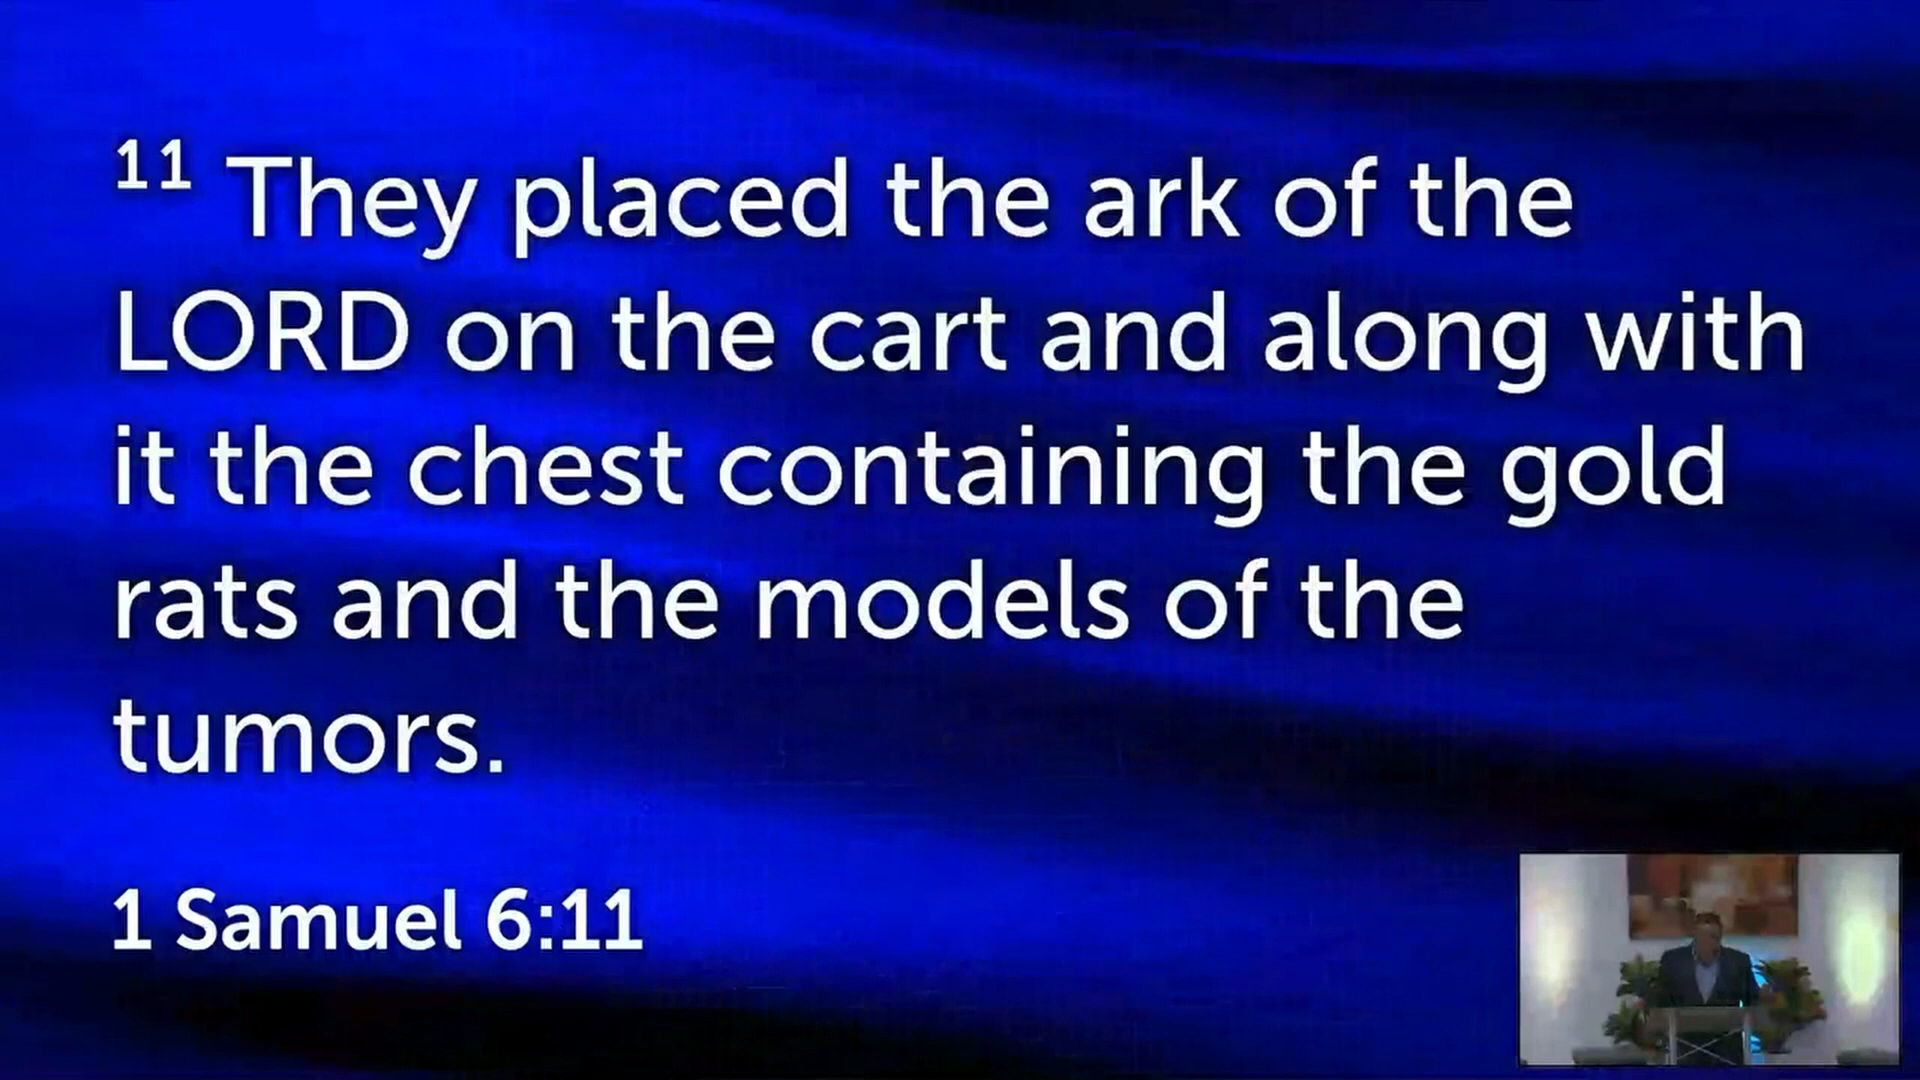 11 They placed the ark of the
LORD on the cart and along with
it the chest containing the gold
rats and the models of the
tumors.
1 Samuel 6:11